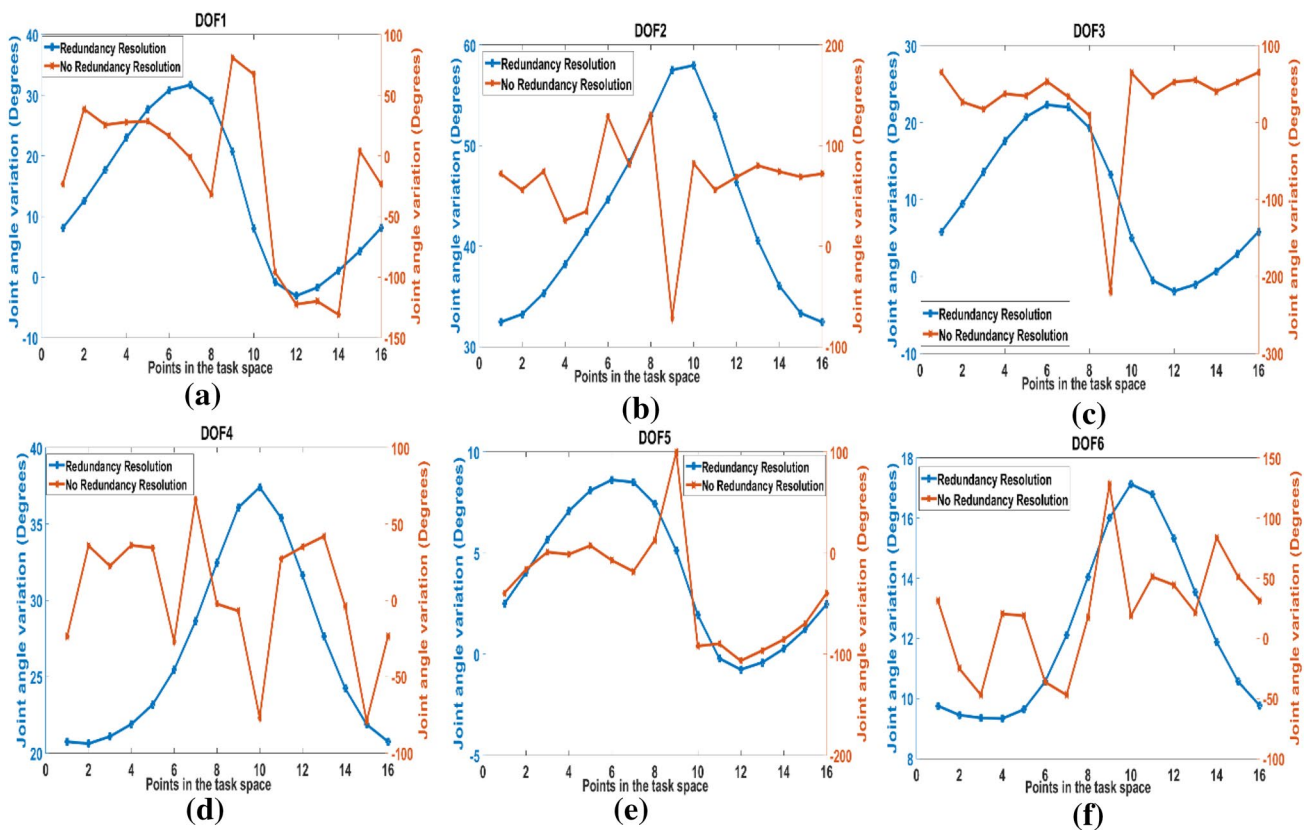 DOF1
Joint angle variation (Degrees)
40
30
20
10
0
-10
Redundancy Resolution
No Redundancy Resolution
100
50
0
-50
-100
-150
Joint angle variation (Degrees)
0 2 4 6 8 10 12 14 16
Points in the task space
(a)
DOF2
Joint angle variation (Degrees)
60
50
40
30
Redundancy Resolution
No Redundancy Resolution
200
100
0
-100
Joint angle variation (Degrees)
0 2 4 6 8 10 12 14 16
Points in the task space
(b)
DOF3
Joint angle variation (Degrees)
30
20
10
0
-10
Redundancy Resolution
No Redundancy Resolution
100
0
-100
-200
-300
Joint angle variation (Degrees)
0 2 4 6 8 10 12 14 16
Points in the task space
(c)
DOF4
Joint angle variation (Degrees)
40
35
30
25
20
Redundancy Resolution
No Redundancy Resolution
100
50
0
-50
-100
Joint angle variation (Degrees)
0 2 4 6 8 10 12 14 16
Points in the task space
(d)
DOF5
Joint angle variation (Degrees)
10
5
0
-5
Redundancy Resolution
No Redundancy Resolution
100
0
-100
-200
Joint angle variation (Degrees)
0 2 4 6 8 10 12 14 16
Points in the task space
(e)
DOF6
Joint angle variation (Degrees)
18
16
14
12
10
8
Redundancy Resolution
No Redundancy Resolution
150
100
50
0
-50
-100
Joint angle variation (Degrees)
0 2 4 6 8 10 12 14 16
Points in the task space
(f)